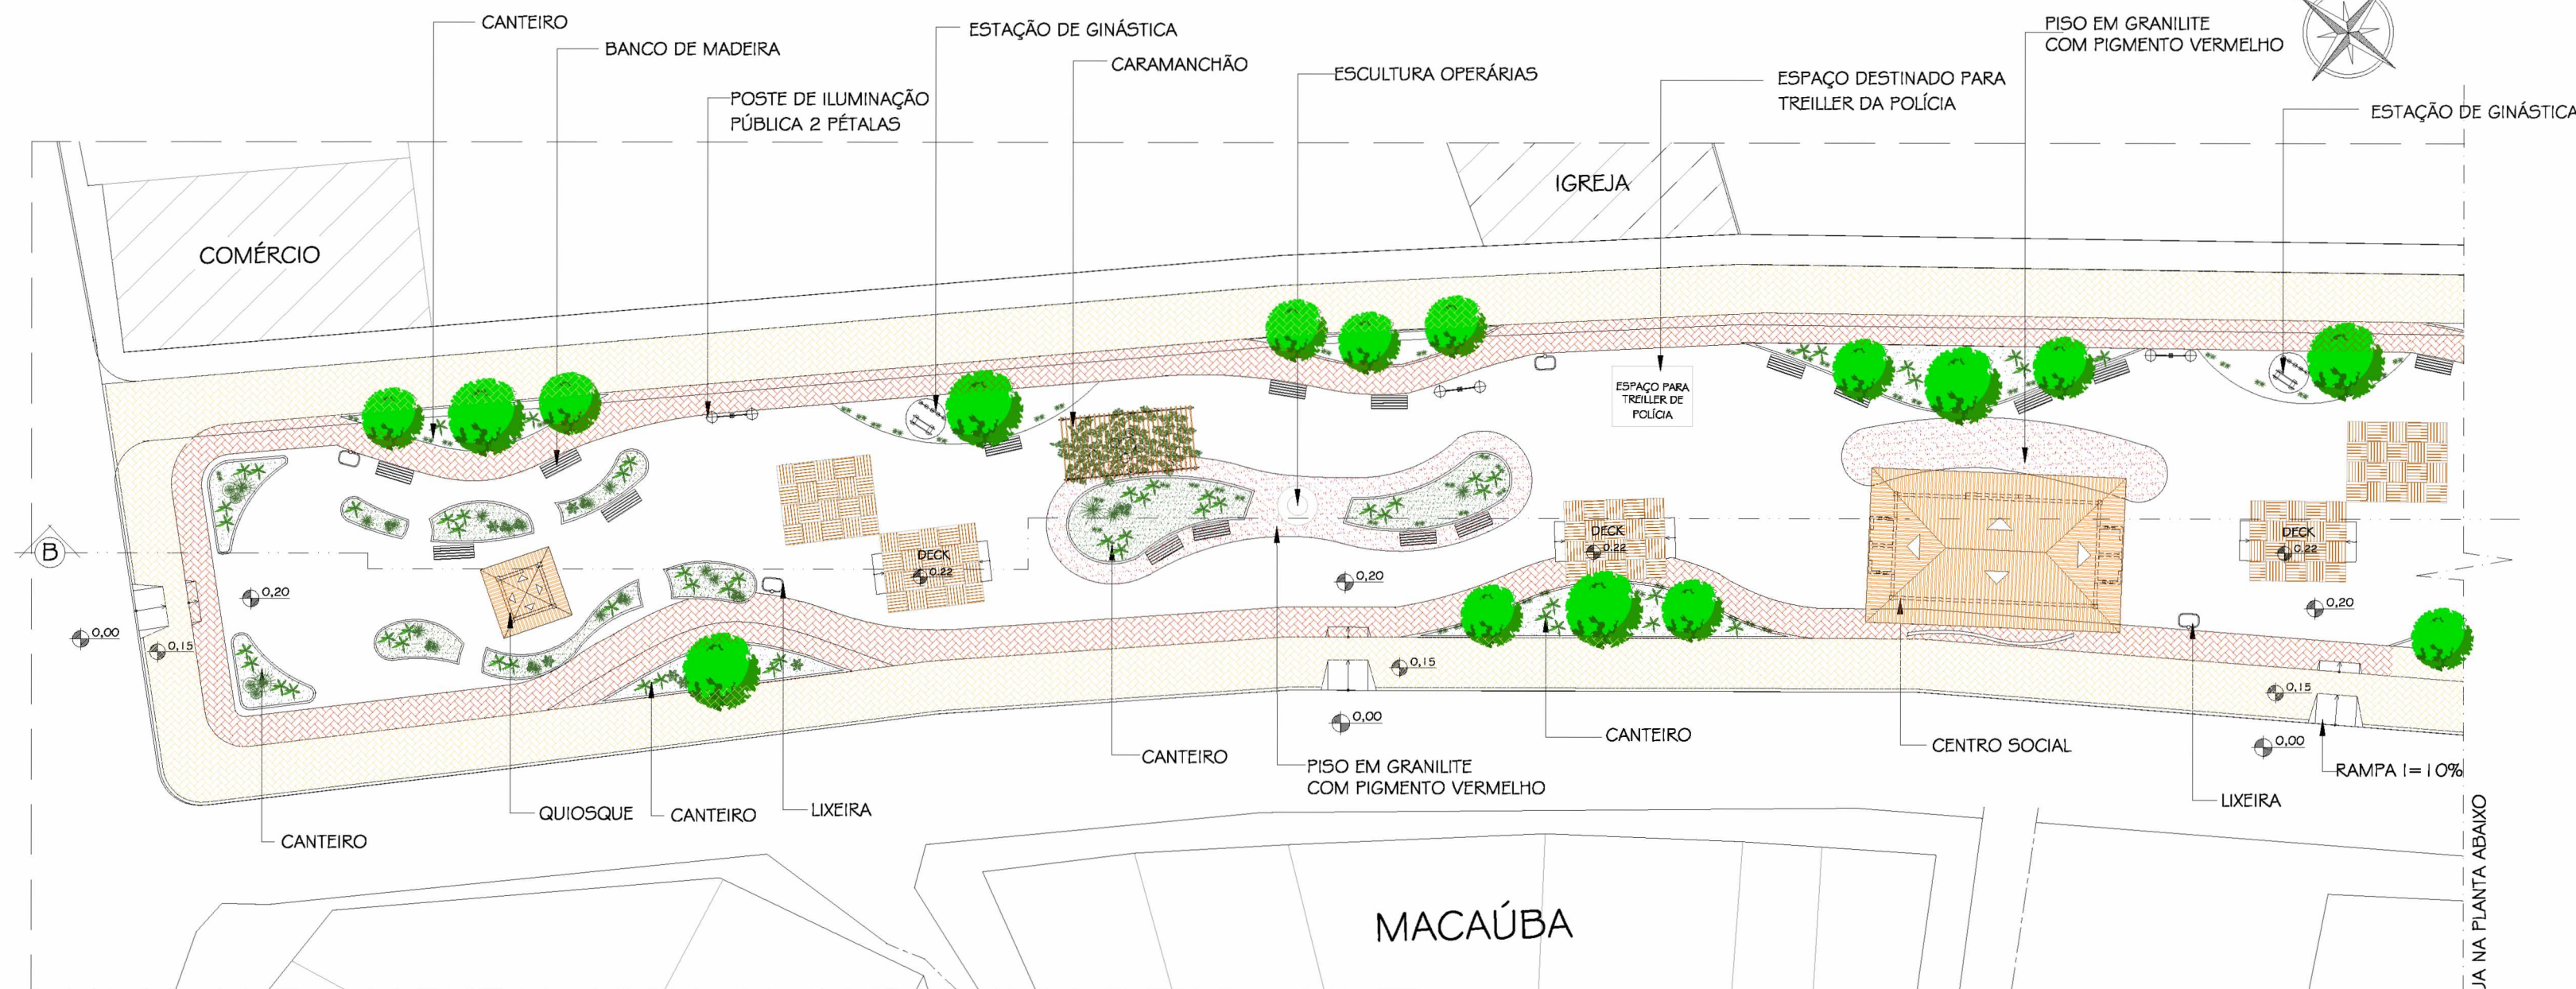 CANTEIRO
BANCO DE MADEIRA
POSTE DE ILUMINAÇÃO
PÚBLICA 2 PÉTALAS
ESTAÇÃO DE GINÁSTICA
CARAMANCHÃO
ESCULTURA OPERÁRIAS
ESPAÇO DESTINADO PARA
TREILLER DA POLÍCIA
PISO EM GRANILITE
COM PIGMENTO VERMELHO
ESTAÇÃO DE GINÁSTICA
COMÉRCIO
IGREJA
ESPAÇO PARA
TREILLER DE
POLÍCIA
B
DECK
0.22
DECK
0.22
DECK
0.22
0,20
0,20
0,20
0,00
0,15
0,15
0,00
0,15
0,00
CANTEIRO
QUIOSQUE
CANTEIRO
LIXEIRA
CANTEIRO
PISO EM GRANILITE
COM PIGMENTO VERMELHO
CANTEIRO
CENTRO SOCIAL
LIXEIRA
RAMPA I=10%
MACAÚBA
UA NA PLANTA ABAIXO